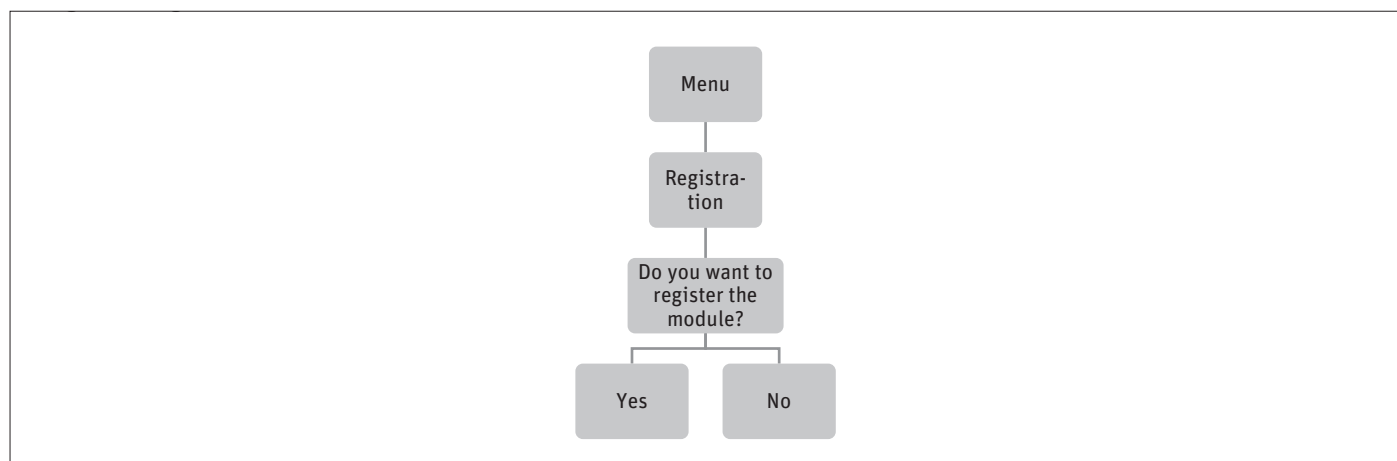 Menu
Registra-
tion
Do you want to
register the
module?
Yes
No